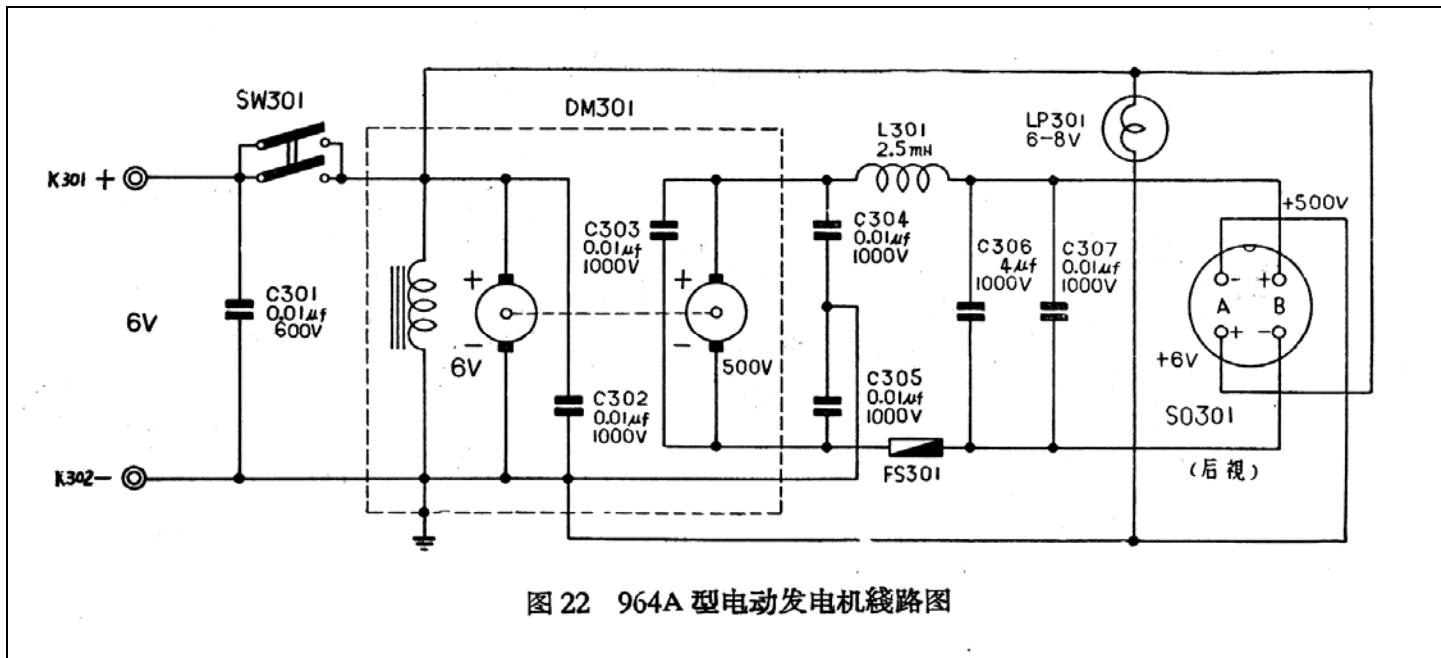 SW301
DM301
L301
2.5mH
LP301
6-8V
K301 +
+500V
C303
0.01μf
1000V
C304
0.01μf
1000V
C306
4μf
1000V
C307
0.01μf
1000V
C301
0.01μf
600V
6V
+
-
6V
+
-
500V
- +
A B
+ -
+6V
C302
0.01μf
1000V
C305
0.01μf
1000V
SO301
K302-
FS301
(后視)
图 22 964A 型电动发电机綫路图